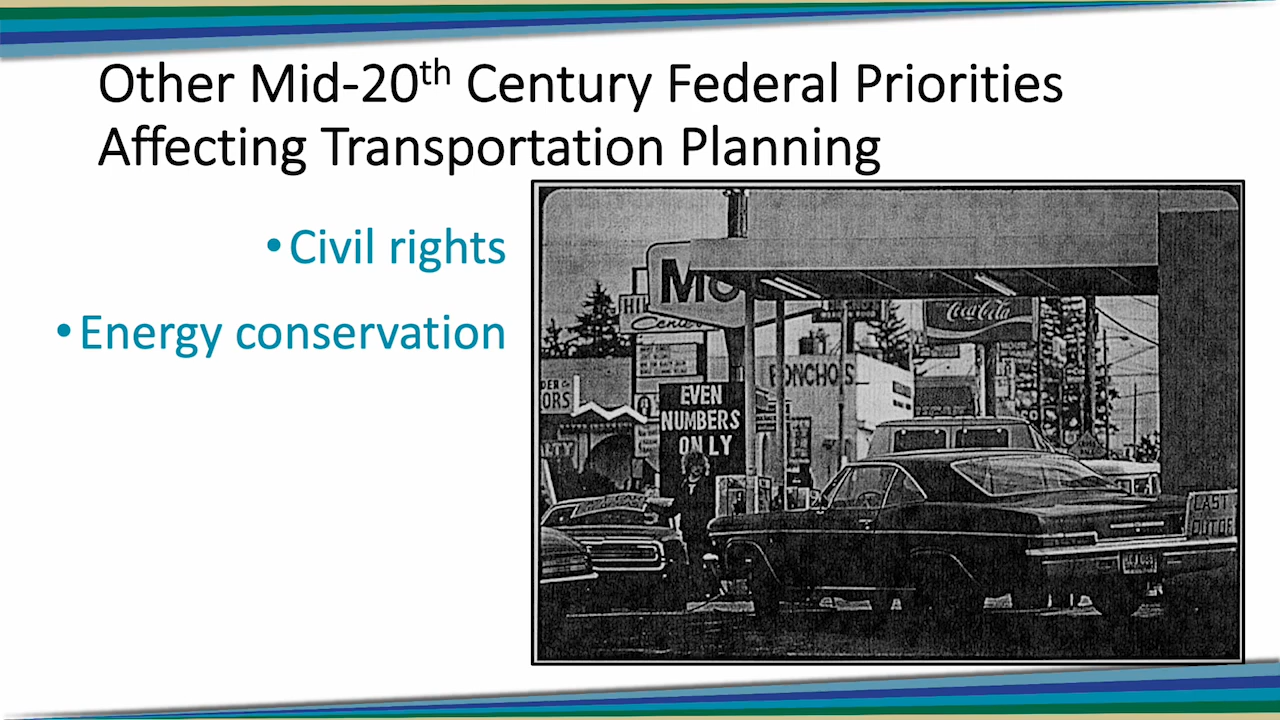 Other Mid-20th Century Federal Priorities
Affecting Transportation Planning
•Civil rights
•Energy conservation
Coca-Cola
PONCHO'S
EVEN
NUMBERS
ONLY
LAST